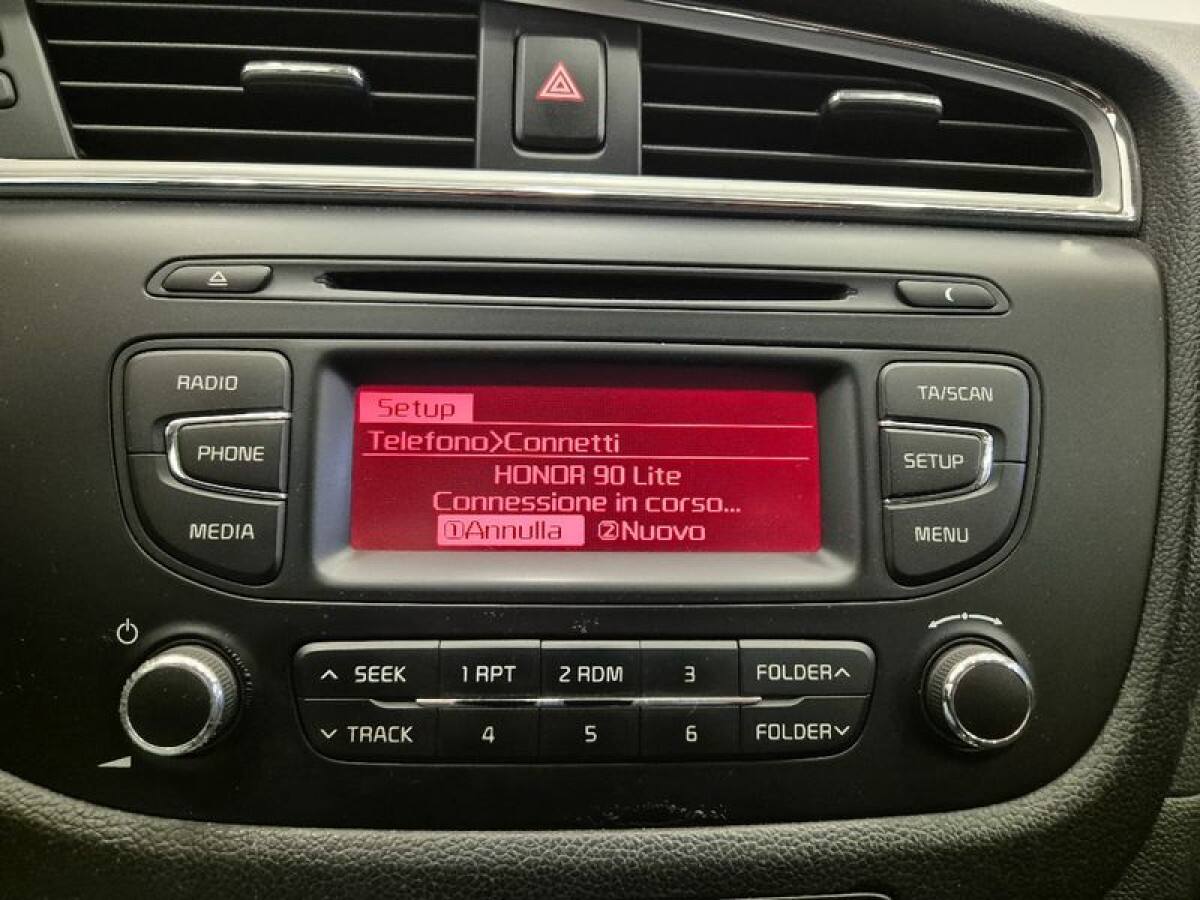 RADIO
PHONE
MEDIA
Setup
Telefono>Connetti
HONOR 90 Lite
Connessione in corso...
①Annulla ②Nuovo
TA/SCAN
SETUP
MENU
SEEK 1 RPT 2 RDM 3 FOLDER
TRACK 4 5 6 FOLDER